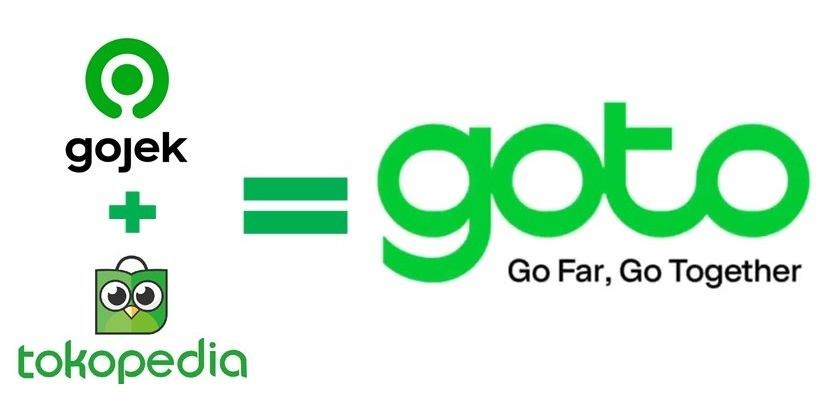 gojek
+
tokopedia
=
goto
Go Far, Go Together